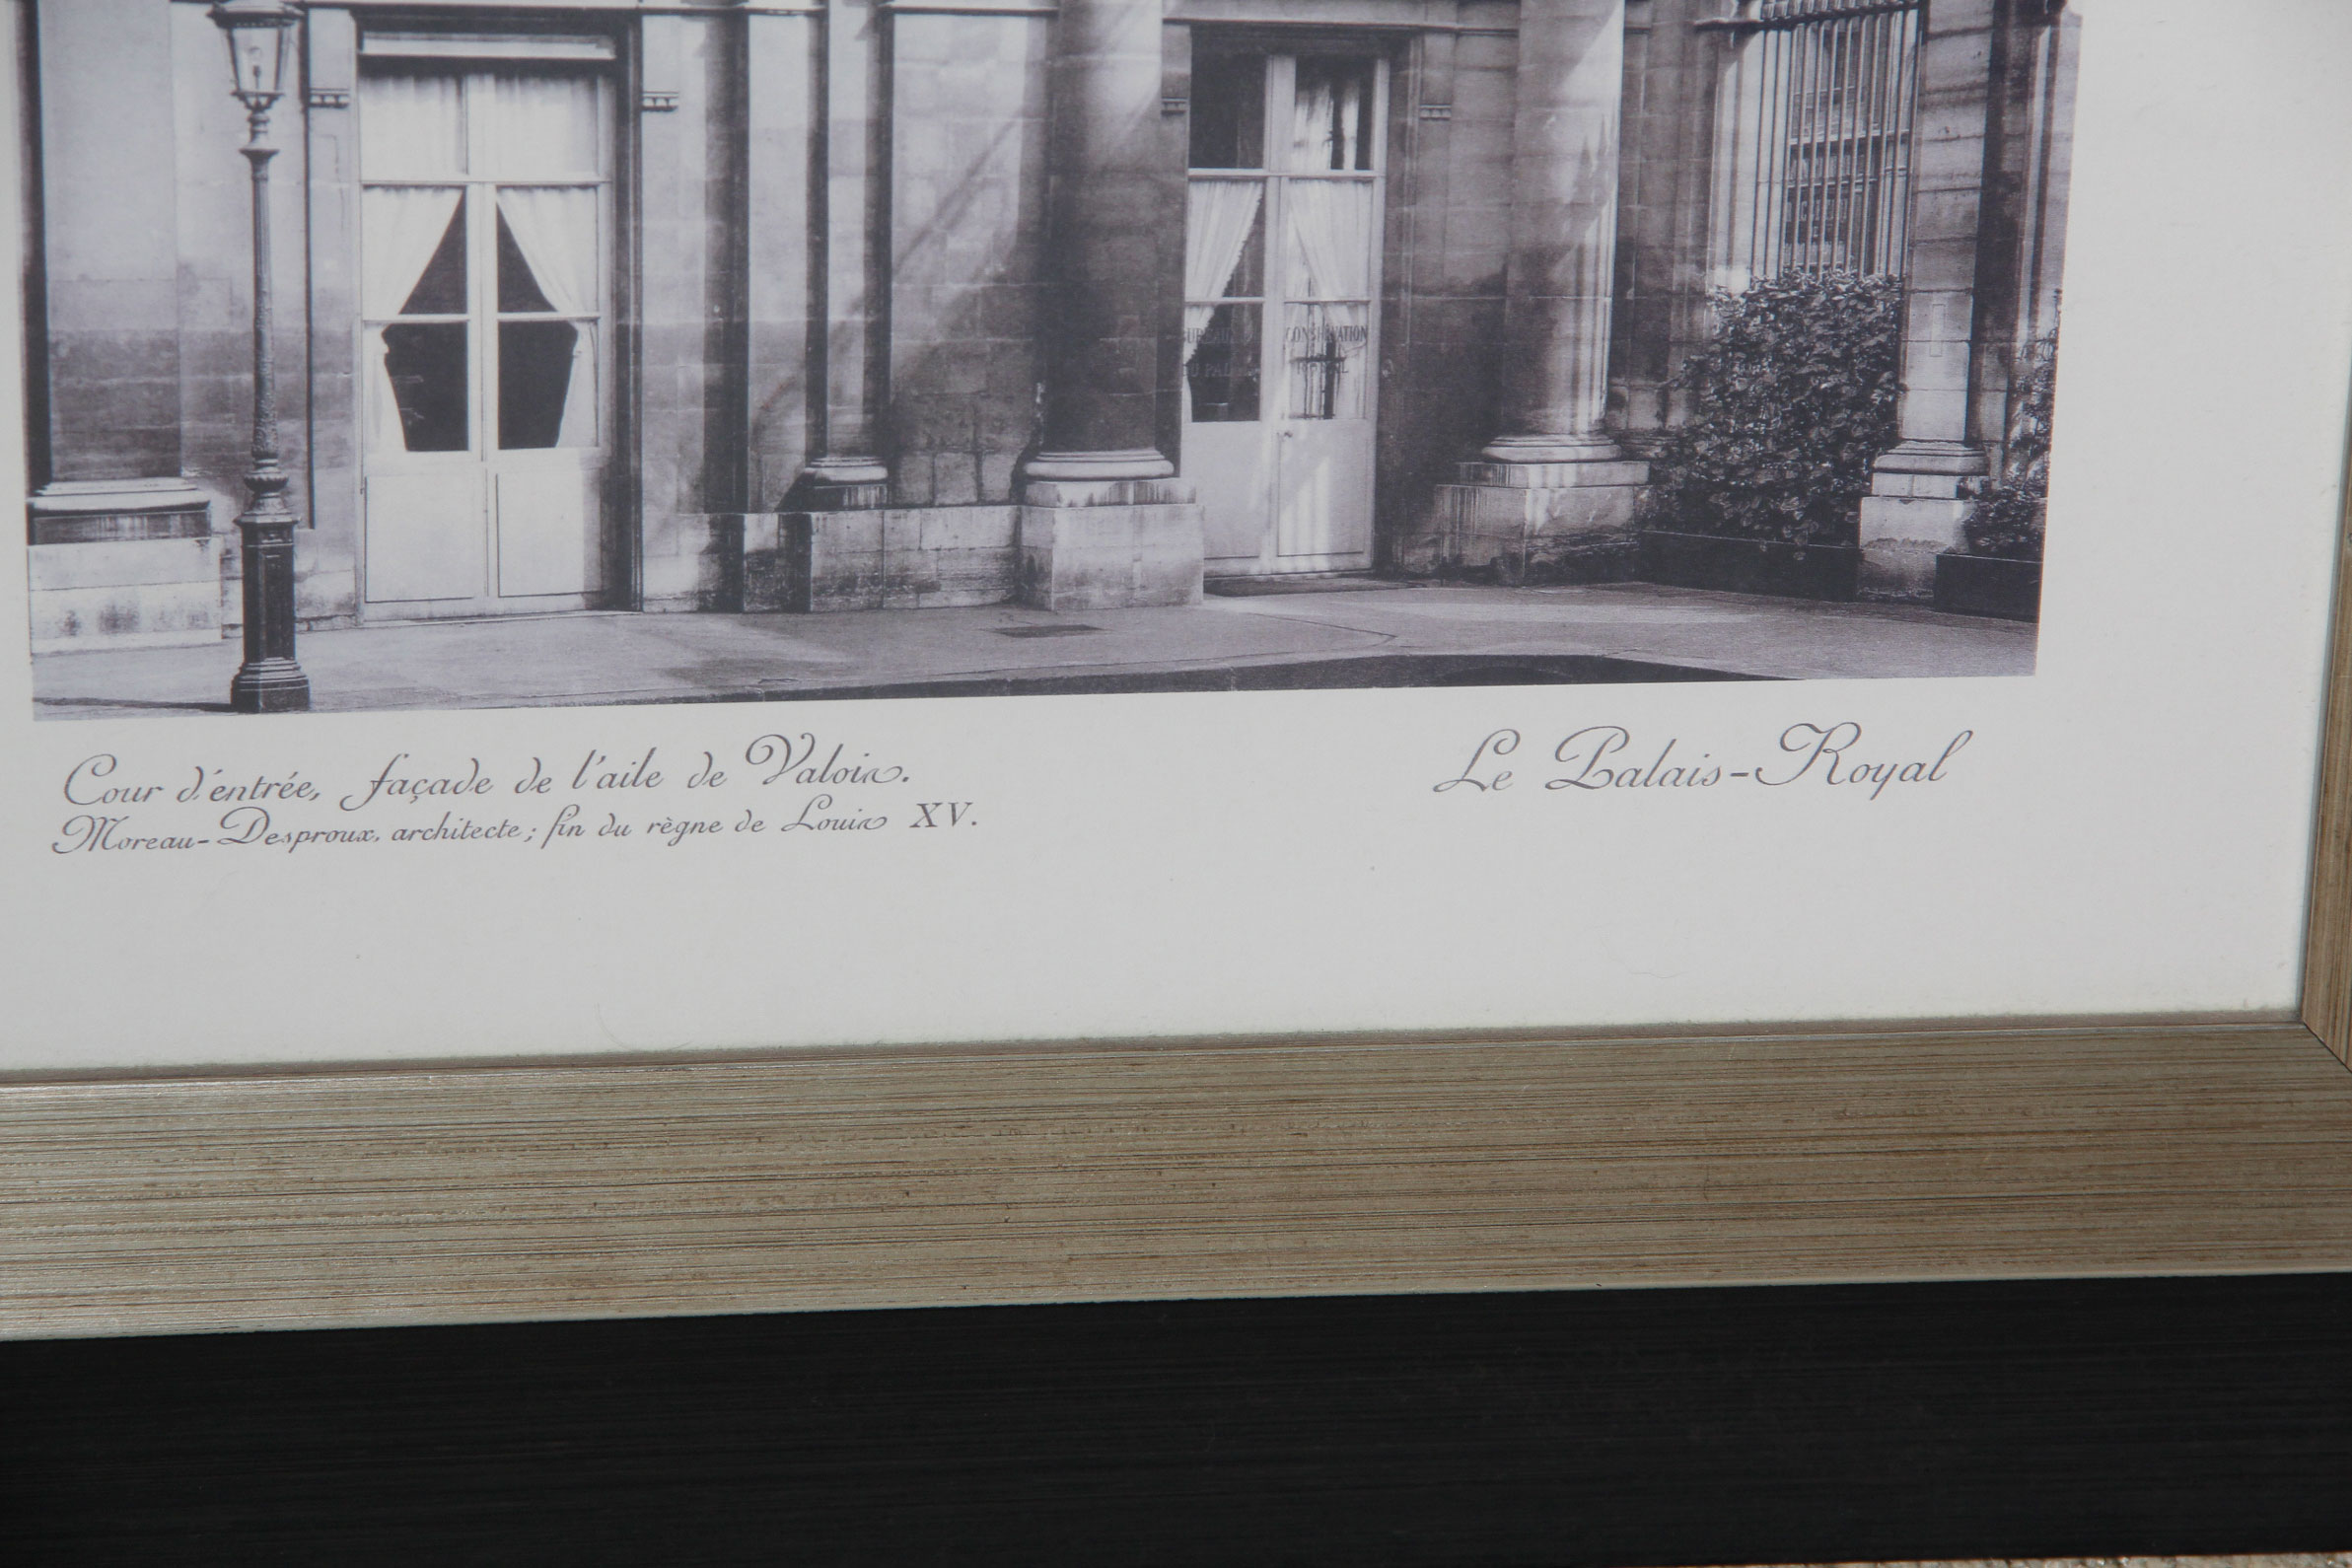 CONSERVATION
Cour d'entrée, façade de l'aile de Valois.
Moreau-Desproux, architecte; fin du règne de Louis XV.
Le Palais-Royal